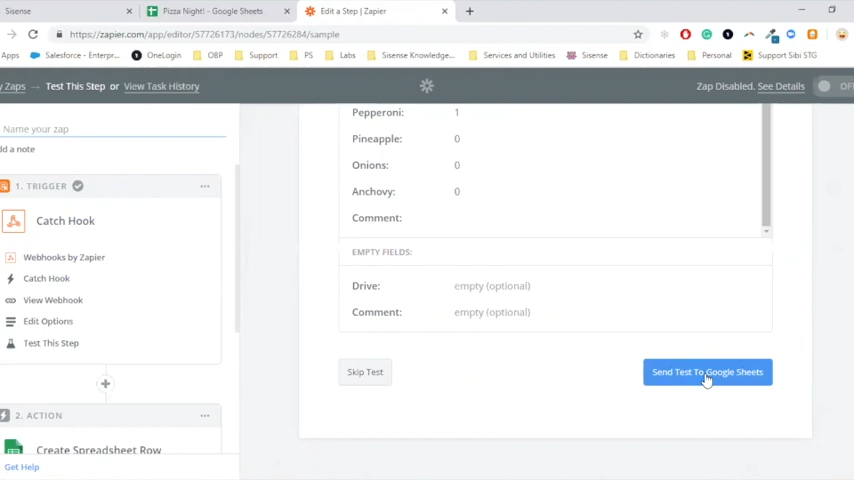 Sisense
Pizza Night! - Google Sheets
Edit a Step | Zapier
https://zapier.com/app/editor/57726173/nodes/57726284/sample
Apps
Salesforce - Enterpr...
OneLogin
OBP
Support
PS
Labs
Sisense Knowledge...
Services and Utilities
Sisense
Dictionaries
Personal
Support Sibi STG
y Zaps → Test This Step or View Task History
Zap Disabled. See Details
OF
Name your zap
dd a note
1. TRIGGER
Catch Hook
Webhooks by Zapier
Catch Hook
View Webhook
Edit Options
Test This Step
2. ACTION
Create Spreadsheet Row
Get Help
Pepperoni: 1
Pineapple: 0
Onions: 0
Anchovy: 0
Comment:
EMPTY FIELDS:
Drive: empty (optional)
Comment: empty (optional)
Skip Test
Send Test To Google Sheets